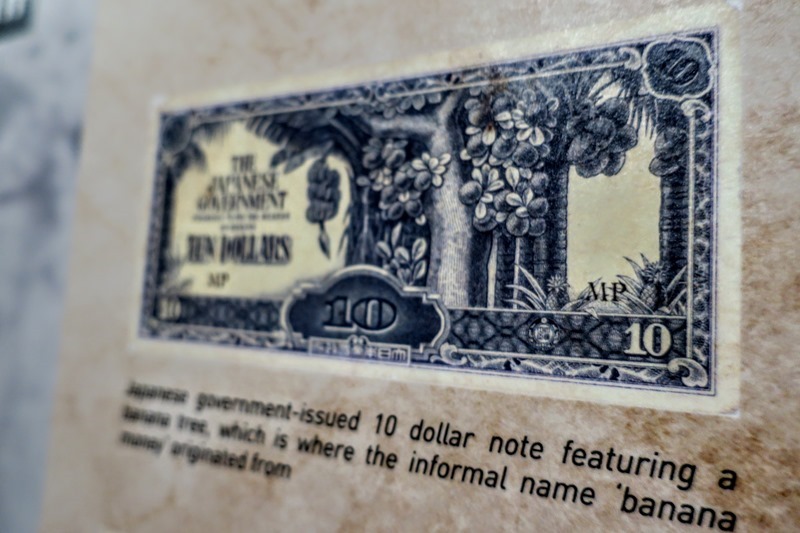 THE
JAPANESE
GOVERNMENT
TEN DOLLARS
MP
MP
10
10
10
Japanese government-issued 10 dollar note featuring a
banana tree, which is where the informal name ‘banana
money’ originated from